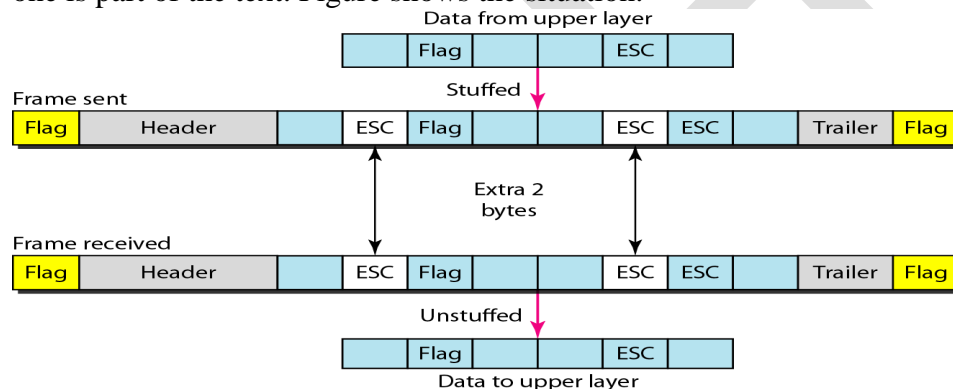 one is part of the text. Figure shows the situation.
Data from upper layer
Flag ESC
Stuffed
Frame sent
Flag Header ESC Flag ESC ESC Trailer Flag
Extra 2
bytes
Frame received
Flag Header ESC Flag ESC ESC Trailer Flag
Unstuffed
Flag ESC
Data to upper layer